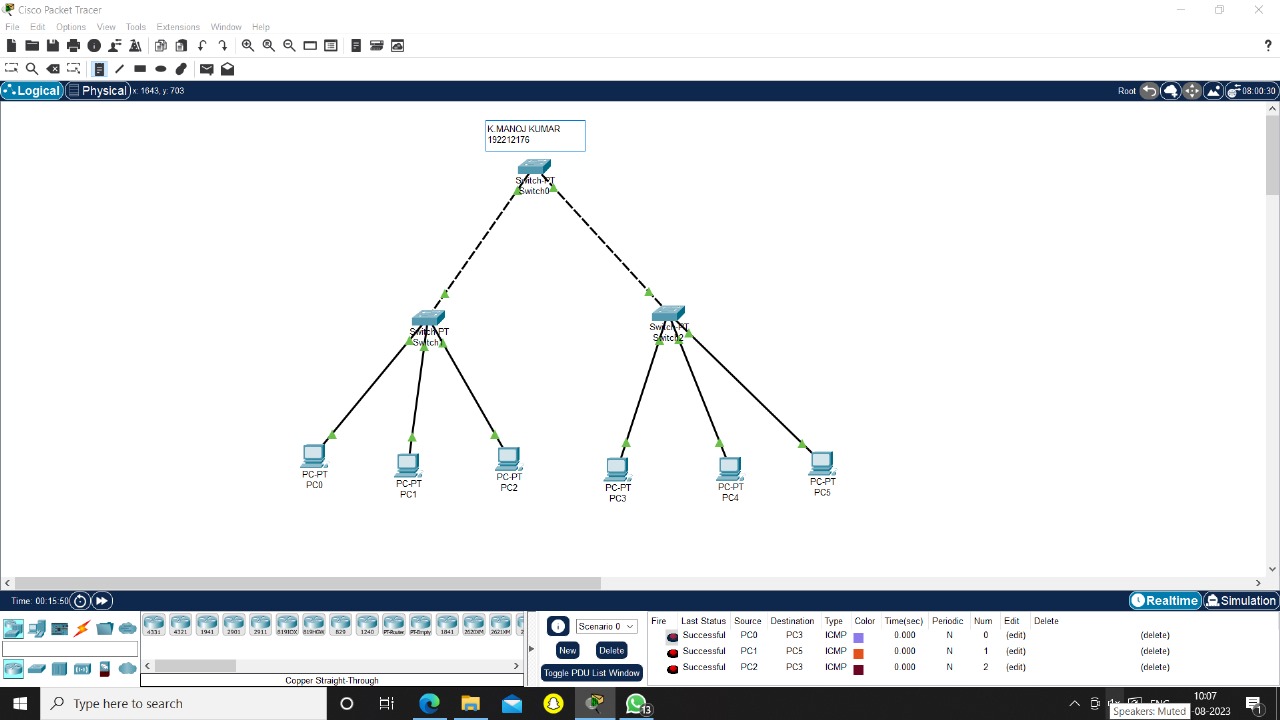 Cisco Packet Tracer
File Edit Options View Tools Extensions Window Help
?
Logical Physical x: 1643, y: 703 Root 08:00:30
K.MANOJ KUMAR
192212176
Switch-PT
Switch0
Switch-PT
Switch1
Switch-PT
Switch2
PC-PT
PC0
PC-PT
PC1
PC-PT
PC2
PC-PT
PC3
PC-PT
PC4
PC-PT
PC5
Time: 00:15:50 Realtime Simulation
4331 4321 1941 2901 2911 819IOX 819HGW 829 1240 PT-Router PT-Empty 1841 2620XM 2621XM
Copper Straight-Through
Scenario 0
New Delete
Toggle PDU List Window
Fire Last Status Source Destination Type Color Time(sec) Periodic Num Edit Delete
Successful PC0 PC3 ICMP 0.000 N 0 (edit) (delete)
Successful PC1 PC5 ICMP 0.000 N 1 (edit) (delete)
Successful PC2 PC3 ICMP 0.000 N 2 (edit) (delete)
Type here to search
13
10:07
-08-2023
1
Speakers: Muted